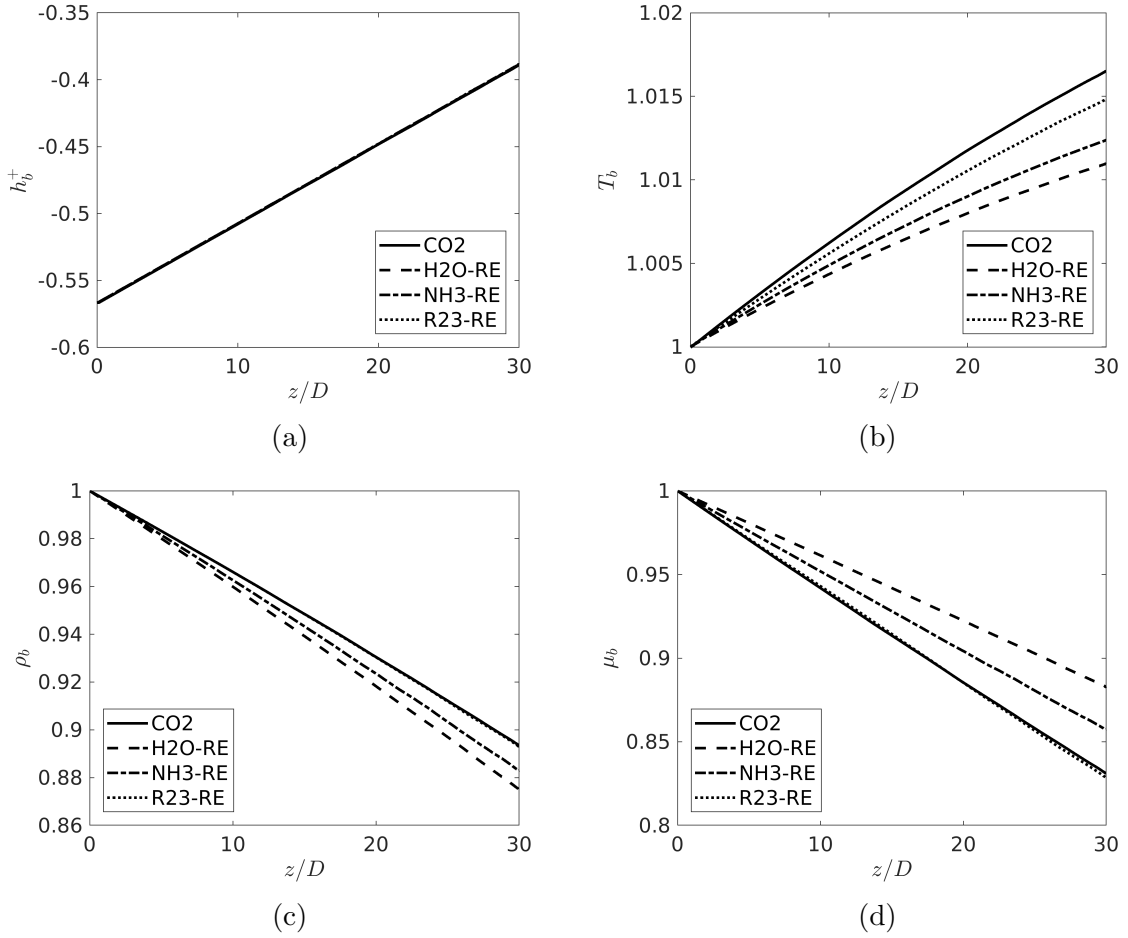 -0.35
-0.4
-0.45
-0.5
-0.55
-0.6
h_b^+
0 10 20 30
z/D
CO2
H2O-RE
NH3-RE
R23-RE
(a)
1.02
1.015
1.01
1.005
1
T_b
0 10 20 30
z/D
CO2
H2O-RE
NH3-RE
R23-RE
(b)
1
0.98
0.96
0.94
0.92
0.9
0.88
0.86
ρ_b
0 10 20 30
z/D
CO2
H2O-RE
NH3-RE
R23-RE
(c)
1
0.95
0.9
0.85
0.8
μ_b
0 10 20 30
z/D
CO2
H2O-RE
NH3-RE
R23-RE
(d)